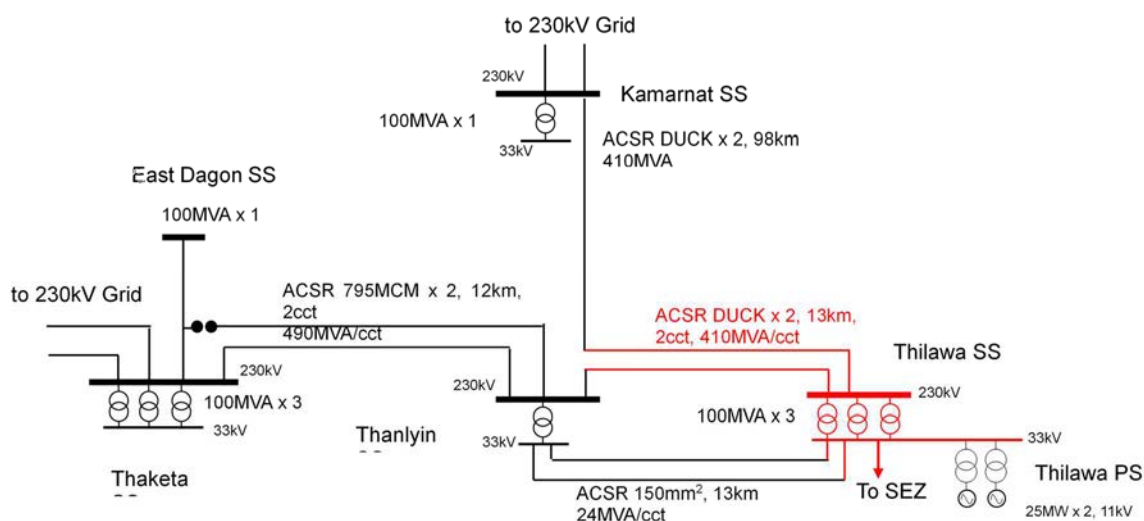 to 230kV Grid
230kV
Kamarnat SS
100MVA x 1
33kV
ACSR DUCK x 2, 98km
410MVA
East Dagon SS
100MVA x 1
to 230kV Grid
ACSR 795MCM x 2, 12km,
2cct
490MVA/cct
ACSR DUCK x 2, 13km,
2cct, 410MVA/cct
Thilawa SS
230kV
230kV
230kV
100MVA x 3
100MVA x 3
33kV
Thanlyin
33kV
33kV
Thaketa
ACSR 150mm², 13km
24MVA/cct
To SEZ
Thilawa PS
25MW x 2, 11kV